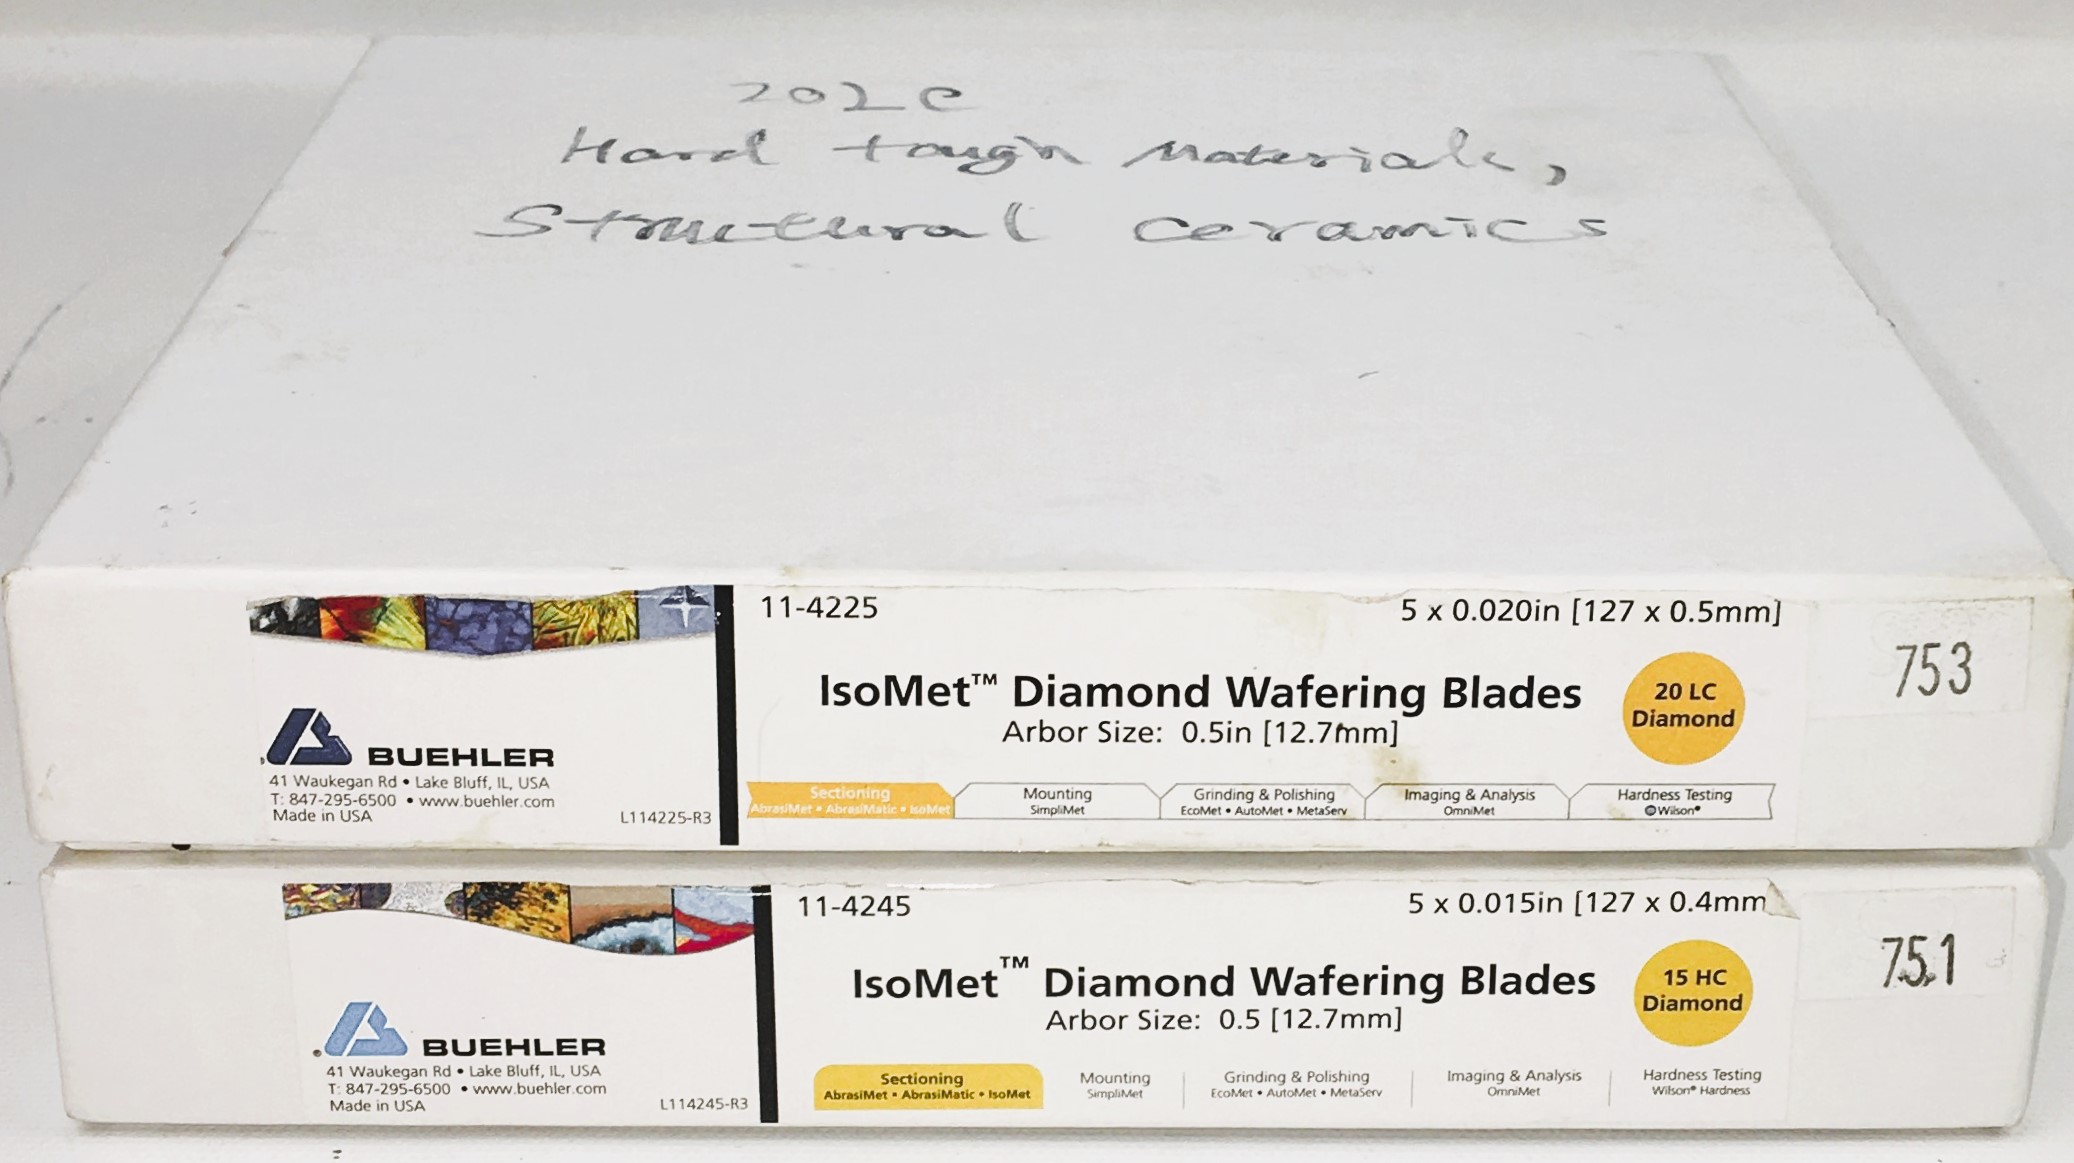 20LC
Hard tough Materials,
Structural ceramics
11-4225
5 x 0.020in [127 x 0.5mm]
IsoMet™ Diamond Wafering Blades
Arbor Size: 0.5in [12.7mm]
20 LC
Diamond
753
BUEHLER
41 Waukegan Rd • Lake Bluff, IL, USA
T: 847-295-6500 • www.buehler.com
Made in USA
L114225-R3
Sectioning
AbrasiMet • AbrasiMatic • IsoMet
Mounting
SimpliMet
Grinding & Polishing
EcoMet • AutoMet • MetaServ
Imaging & Analysis
OmniMet
Hardness Testing
Wilson®
11-4245
5 x 0.015in [127 x 0.4mm
IsoMet™ Diamond Wafering Blades
Arbor Size: 0.5 [12.7mm]
15 HC
Diamond
751
BUEHLER
41 Waukegan Rd • Lake Bluff, IL, USA
T: 847-295-6500 • www.buehler.com
Made in USA
L114245-R3
Sectioning
AbrasiMet • AbrasiMatic • IsoMet
Mounting
SimpliMet
Grinding & Polishing
EcoMet • AutoMet • MetaServ
Imaging & Analysis
OmniMet
Hardness Testing
Wilson® Hardness